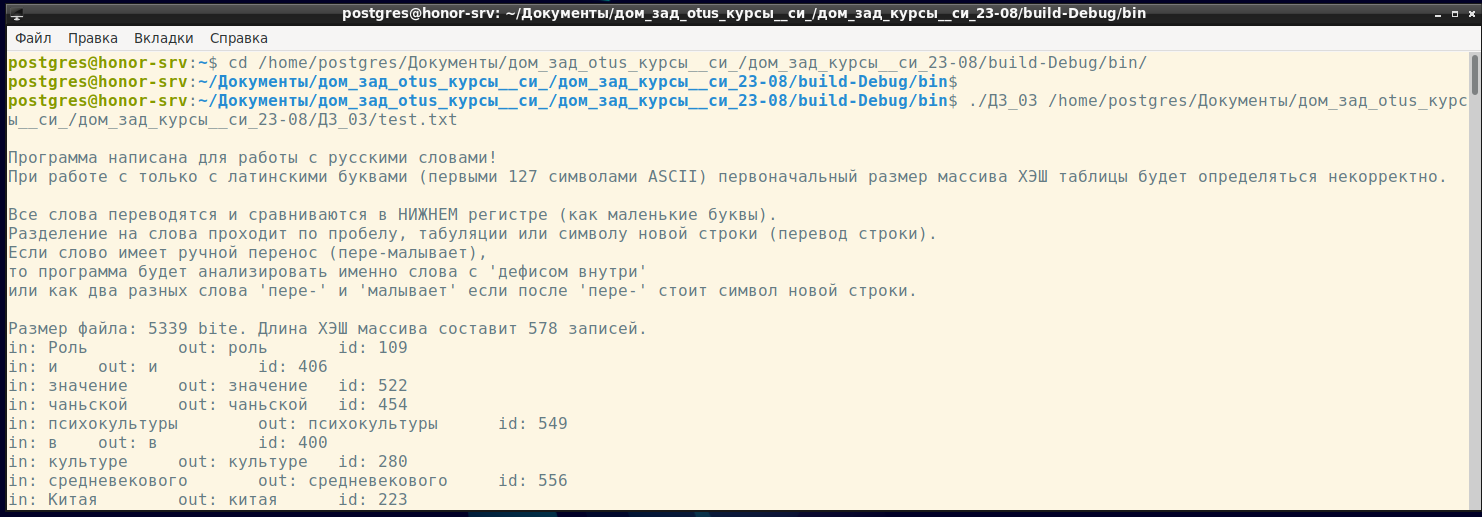 postgres@honor-srv: ~/Документы/дом_зад_otus_курсы__си_/дом_зад_курсы__си_23-08/build-Debug/bin
Файл Правка Вкладки Справка
postgres@honor-srv:~$ cd /home/postgres/Документы/дом_зад_otus_курсы__си_/дом_зад_курсы__си_23-08/build-Debug/bin/
postgres@honor-srv:~/Документы/дом_зад_otus_курсы__си_/дом_зад_курсы__си_23-08/build-Debug/bin$
postgres@honor-srv:~/Документы/дом_зад_otus_курсы__си_/дом_зад_курсы__си_23-08/build-Debug/bin$ ./ДЗ_03 /home/postgres/Документы/дом_зад_otus_курс
ы__си_/дом_зад_курсы__си_23-08/ДЗ_03/test.txt
Программа написана для работы с русскими словами!
При работе с только с латинскими буквами (первыми 127 символами ASCII) первоначальный размер массива ХЭШ таблицы будет определяться некорректно.
Все слова переводятся и сравниваются в НИЖНЕМ регистре (как маленькие буквы).
Разделение на слова проходит по пробелу, табуляции или символу новой строки (перевод строки).
Если слово имеет ручной перенос (пере-малывает),
то программа будет анализировать именно слова с 'дефисом внутри'
или как два разных слова 'пере-' и 'малывает' если после 'пере-' стоит символ новой строки.
Размер файла: 5339 bite. Длина ХЭШ массива составит 578 записей.
in: Роль out: роль id: 109
in: и out: и id: 406
in: значение out: значение id: 522
in: чаньской out: чаньской id: 454
in: психокультуры out: психокультуры id: 549
in: в out: в id: 400
in: культуре out: культуре id: 280
in: средневекового out: средневекового id: 556
in: Китая out: китая id: 223